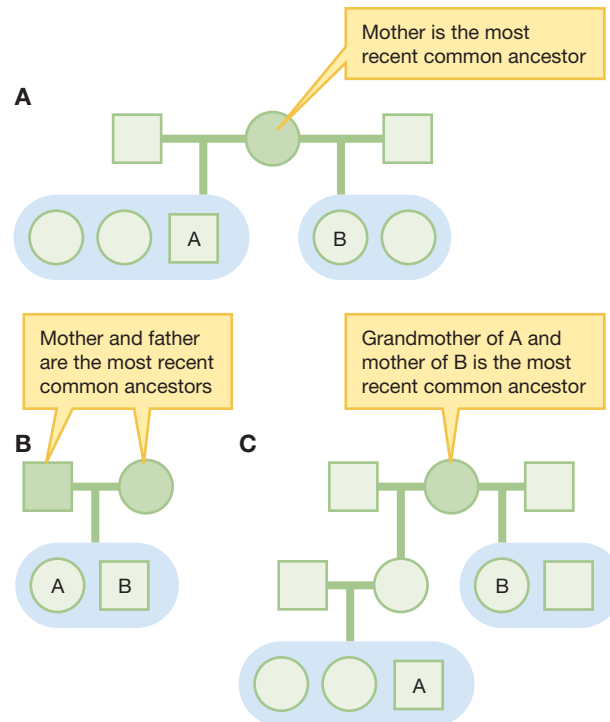 Mother is the most
recent common ancestor
A
A
B
Mother and father
are the most recent
common ancestors
Grandmother of A and
mother of B is the most
recent common ancestor
B
A
B
C
B
A